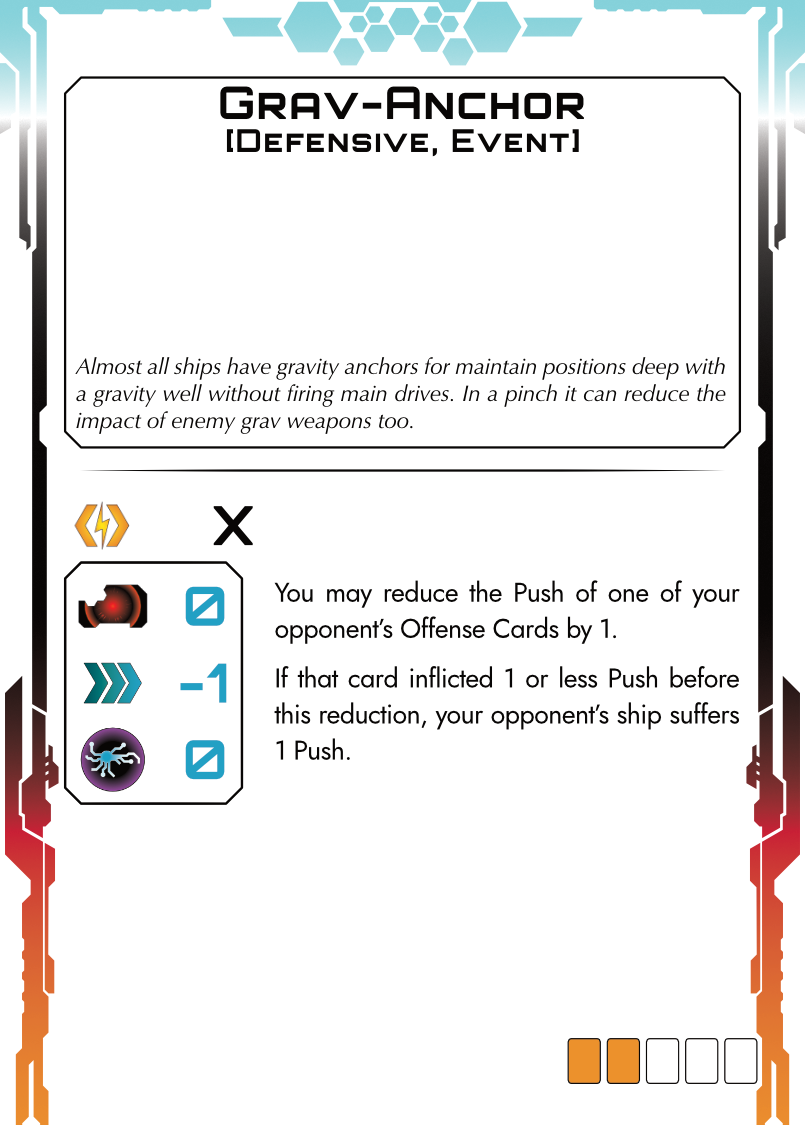 Grav-Anchor
[Defensive, Event]
Almost all ships have gravity anchors for maintain positions deep with
a gravity well without firing main drives. In a pinch it can reduce the
impact of enemy grav weapons too.
X
0
-1
0
You may reduce the Push of one of your
opponent’s Offense Cards by 1.
If that card inflicted 1 or less Push before
this reduction, your opponent’s ship suffers
1 Push.